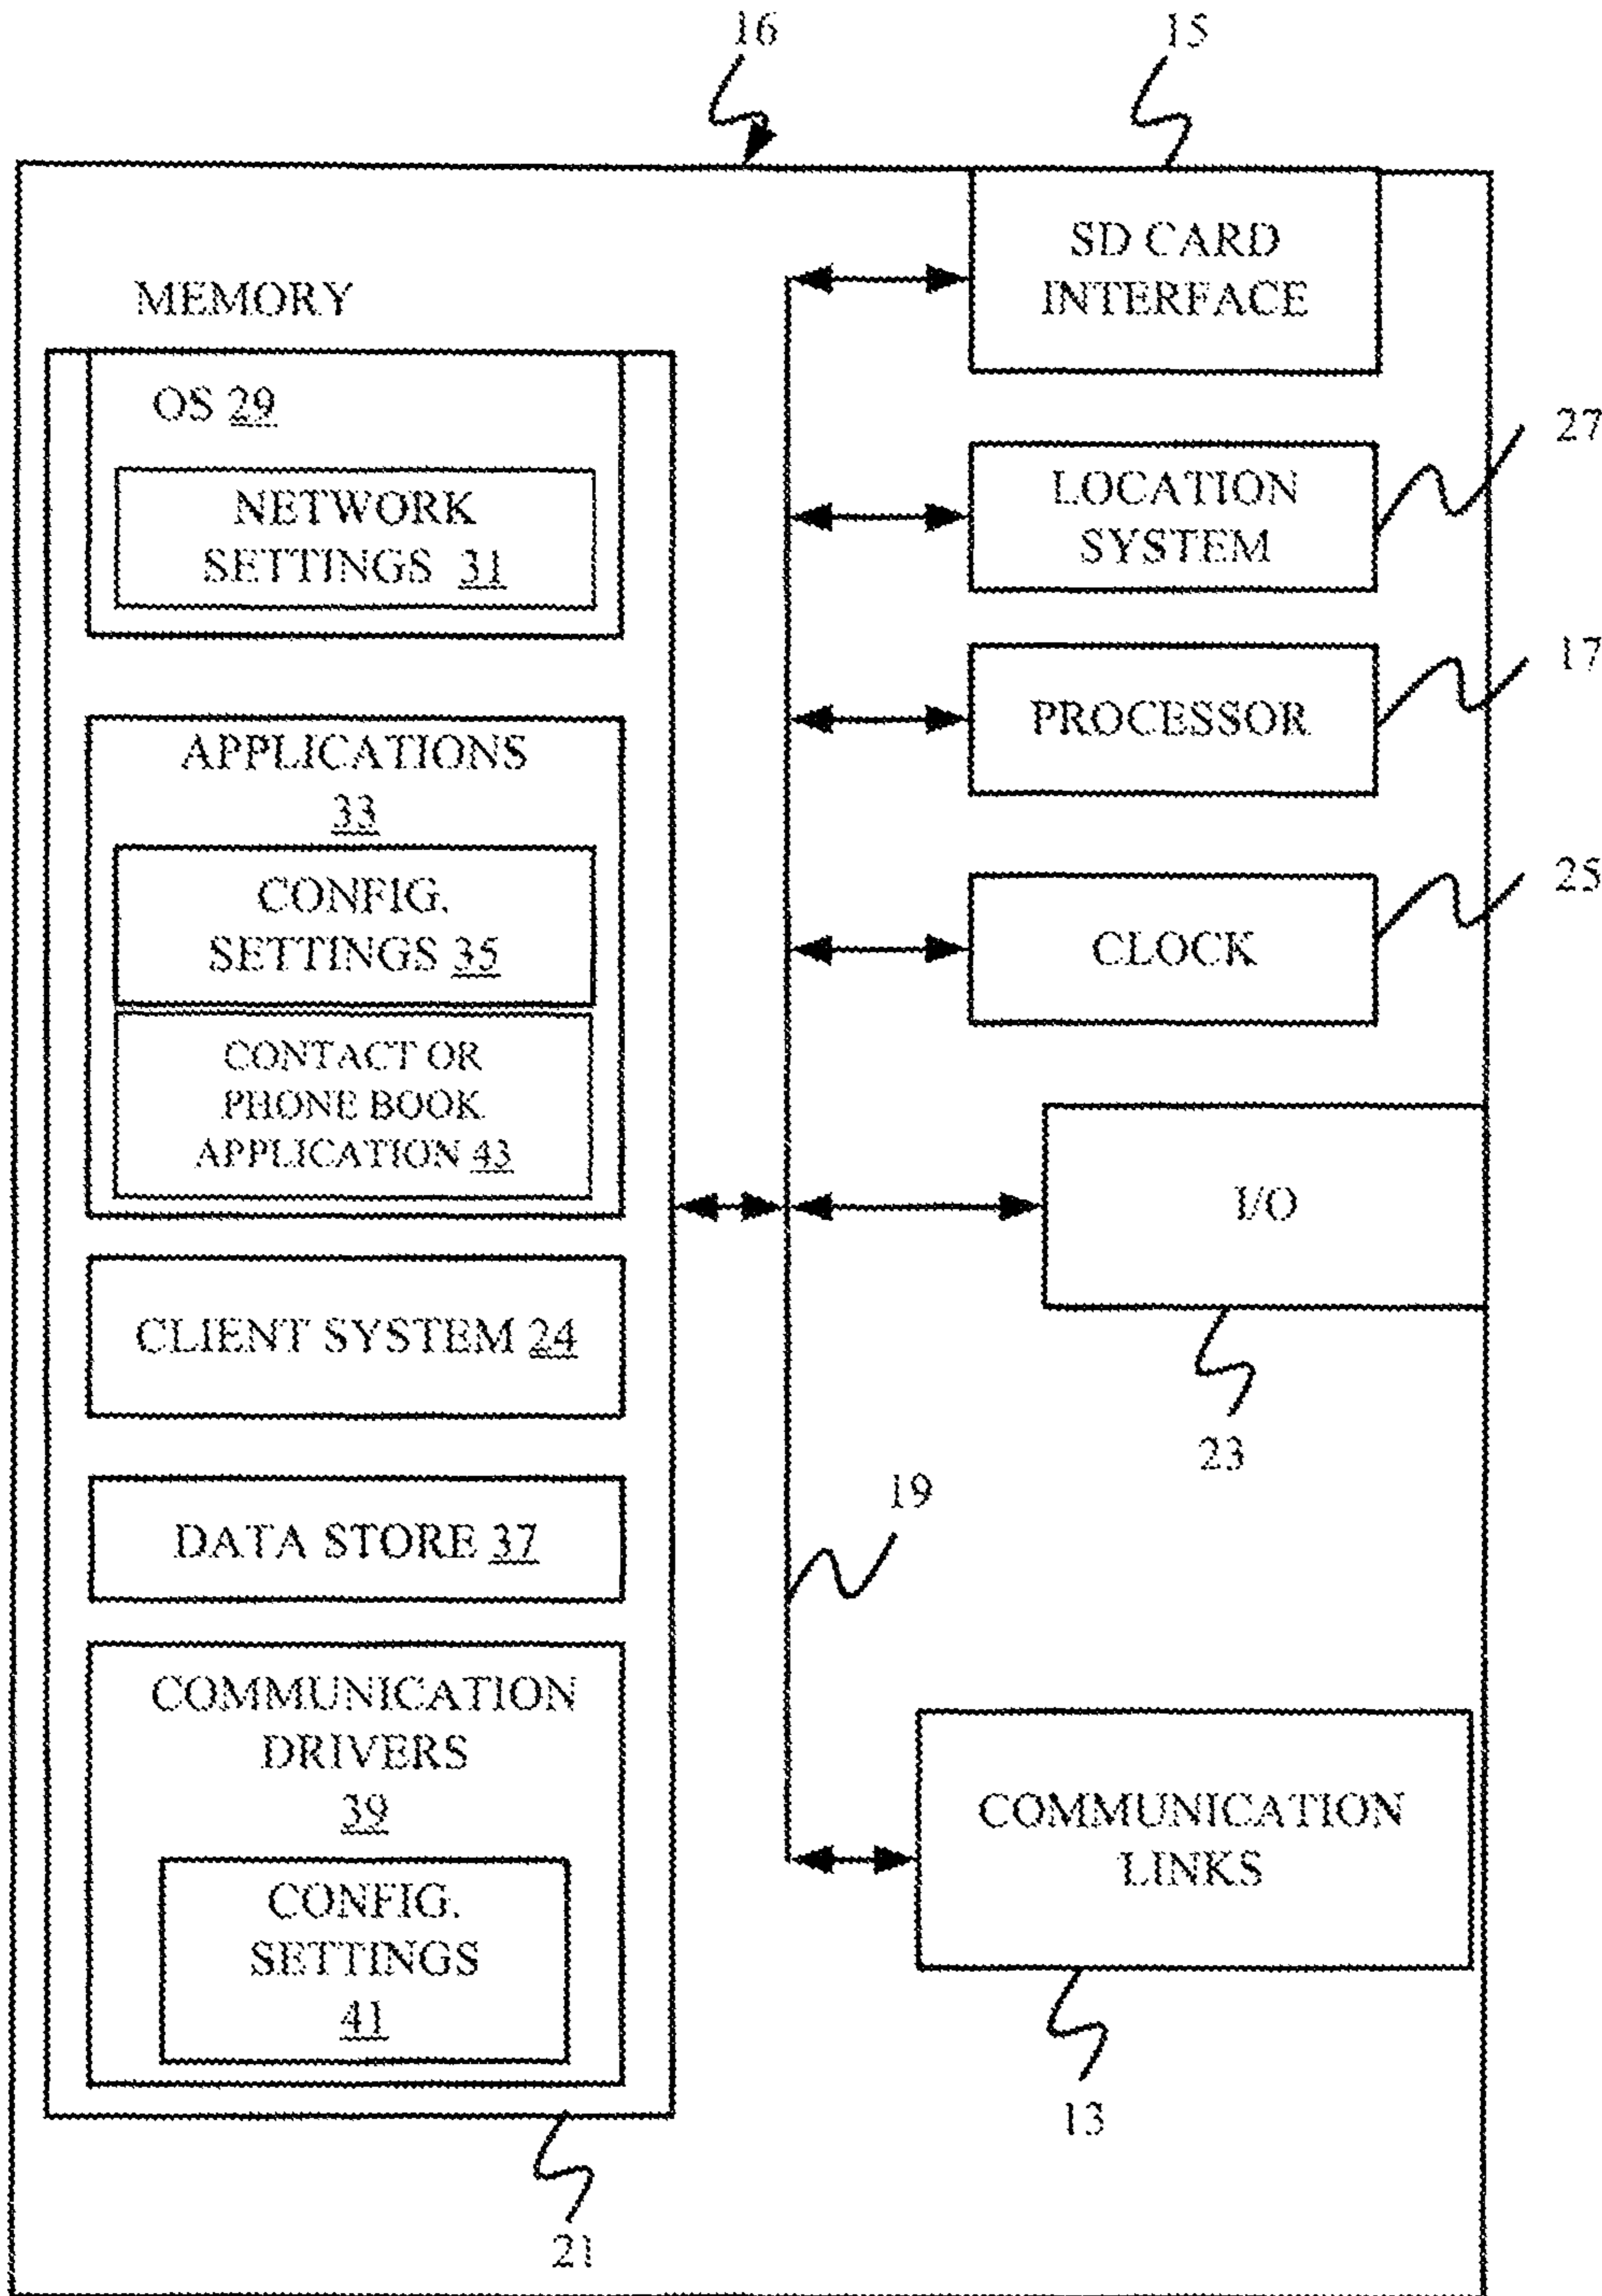 16
15
SD CARD
INTERFACE
MEMORY
OS 29
NETWORK
SETTINGS 31
APPLICATIONS
33
CONFIG.
SETTINGS 35
CONTACT OR
PHONE BOOK
APPLICATION 43
CLIENT SYSTEM 24
DATA STORE 37
COMMUNICATION
DRIVERS
39
CONFIG.
SETTINGS
41
21
LOCATION
SYSTEM
27
PROCESSOR
17
CLOCK
25
I/O
23
19
COMMUNICATION
LINKS
13